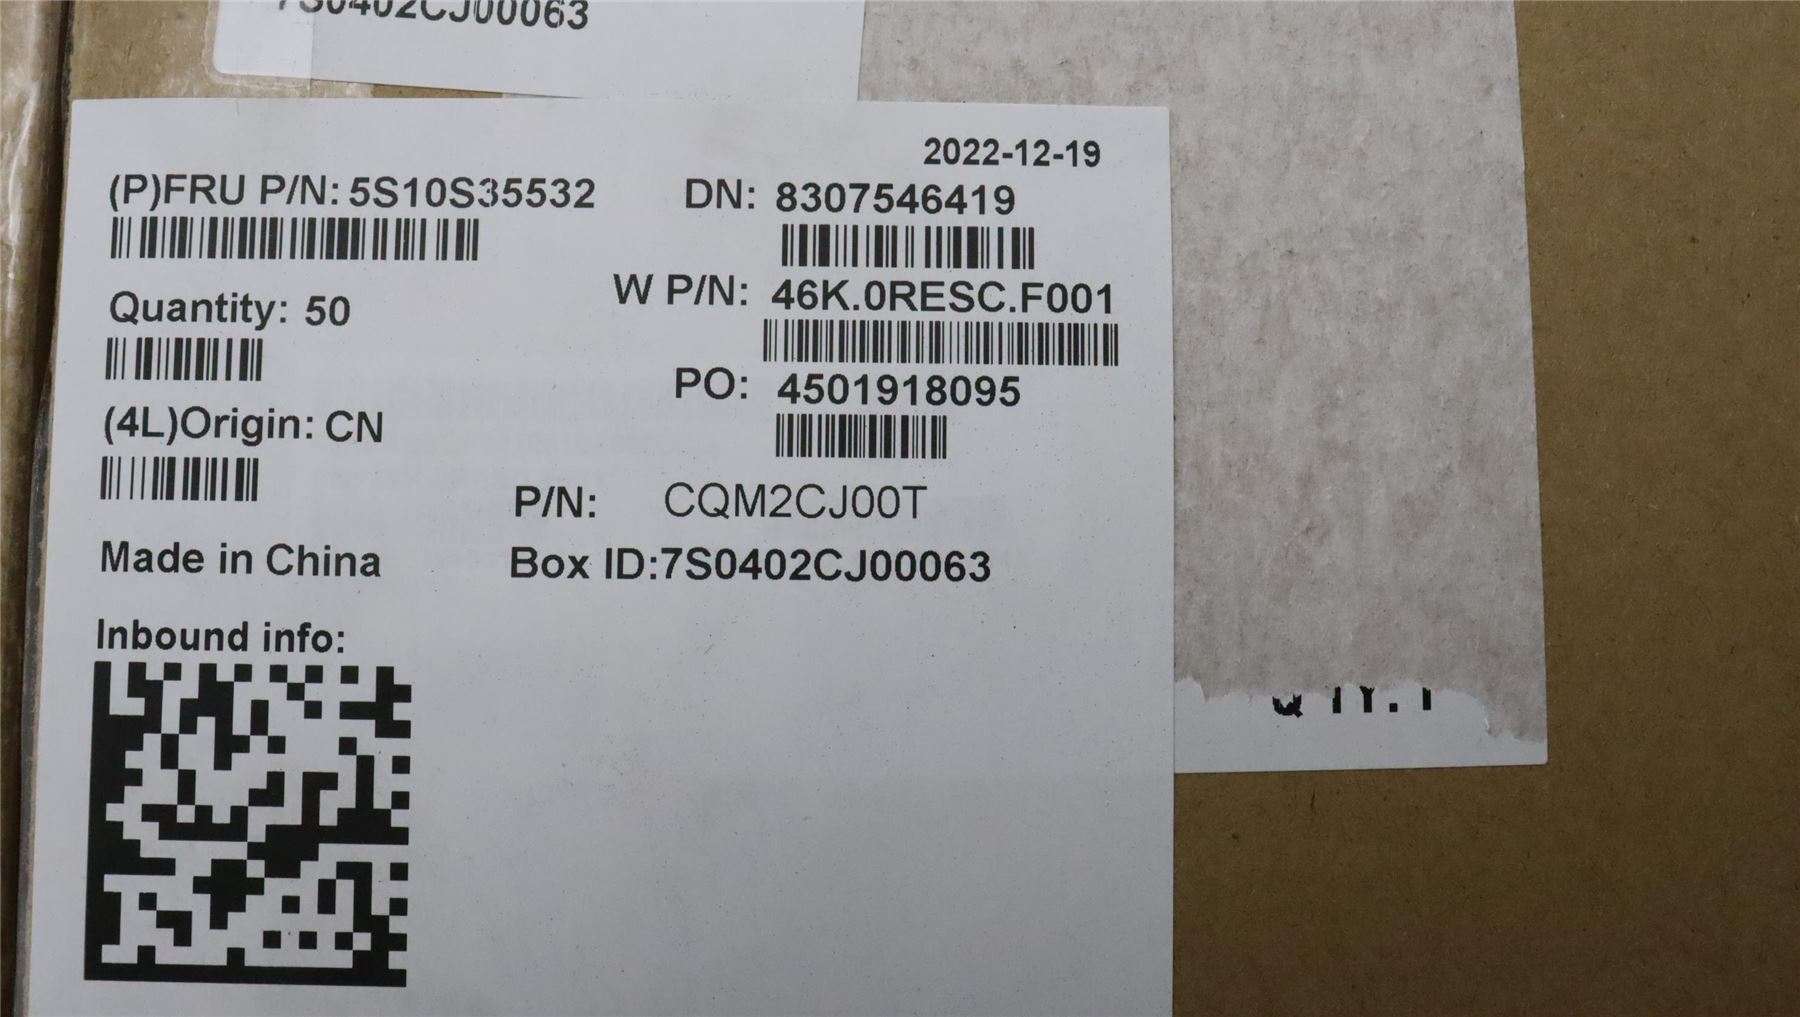 7S0402CJ00063
2022-12-19
(P)FRU P/N: 5S10S35532
DN: 8307546419
W P/N: 46K.0RESC.F001
Quantity: 50
PO: 4501918095
(4L)Origin: CN
P/N: CQM2CJ00T
Made in China
Box ID:7S0402CJ00063
Inbound info: